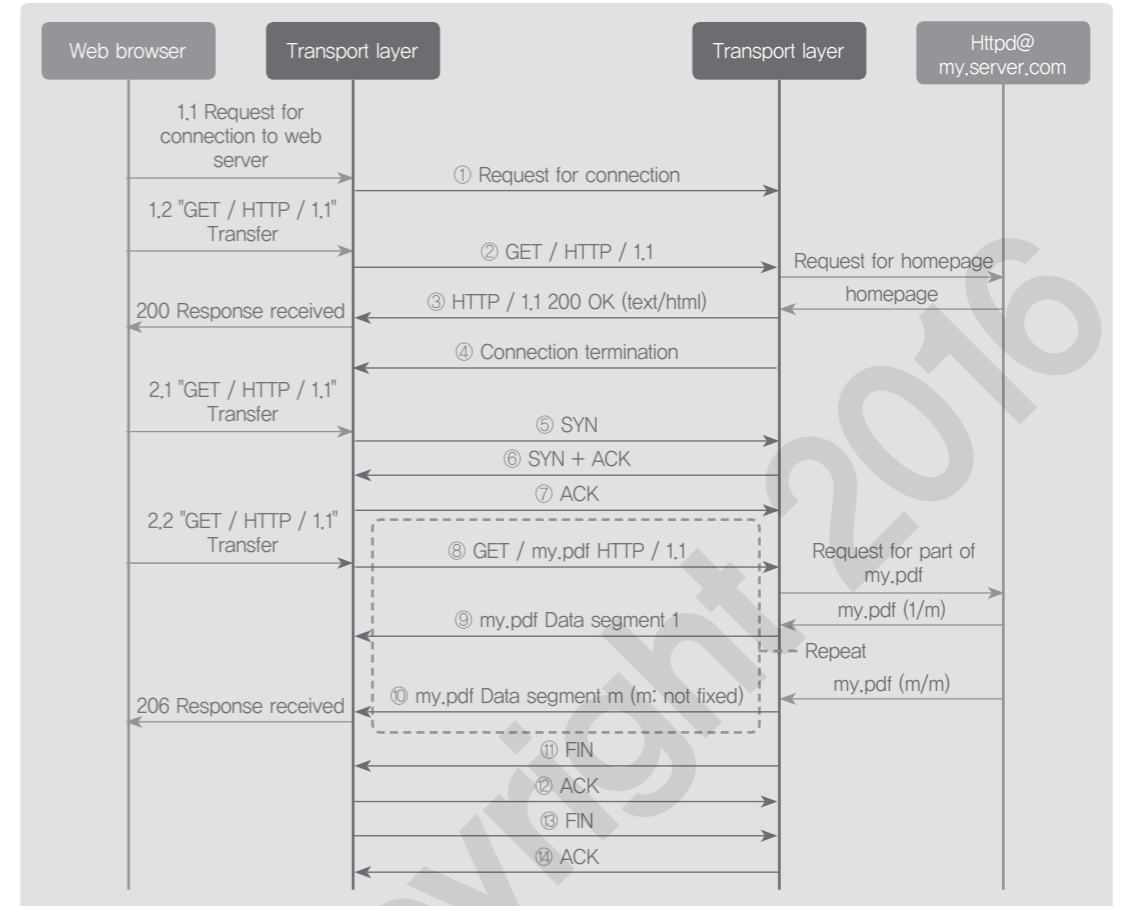 Web browser
Transport layer
Transport layer
Httpd@
my.server.com
1.1 Request for
connection to web
server
① Request for connection
1.2 "GET / HTTP / 1.1"
Transfer
② GET / HTTP / 1.1
Request for homepage
homepage
③ HTTP / 1.1 200 OK (text/html)
200 Response received
④ Connection termination
2.1 "GET / HTTP / 1.1"
Transfer
⑤ SYN
⑥ SYN + ACK
⑦ ACK
2.2 "GET / HTTP / 1.1"
Transfer
⑧ GET / my.pdf HTTP / 1.1
Request for part of
my.pdf
my.pdf (1/m)
⑨ my.pdf Data segment 1
Repeat
my.pdf (m/m)
⑩ my.pdf Data segment m (m: not fixed)
206 Response received
⑪ FIN
⑫ ACK
⑬ FIN
⑭ ACK
2016